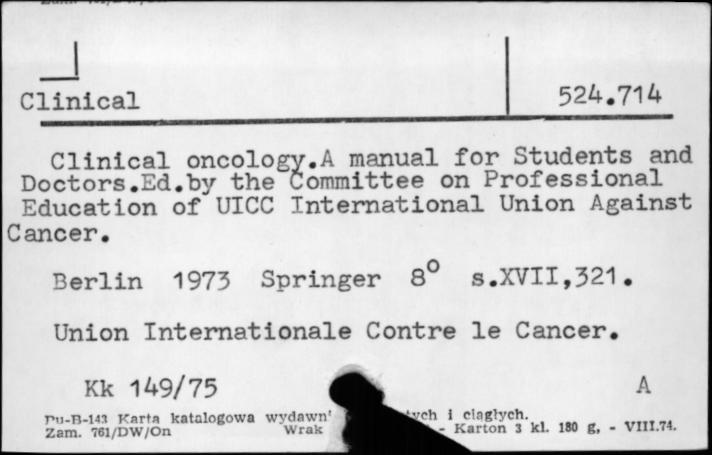 Clinical 524.714
Clinical oncology.A manual for Students and
Doctors.Ed.by the Committee on Professional
Education of UICC International Union Against
Cancer.
Berlin 1973 Springer 8° s.XVII,321.
Union Internationale Contre le Cancer.
Kk 149/75 A
Pu-B-143 Karta katalogowa i ciągłych.
Zam. 761/DW/On - Karton 3 kl. 180 g, - VIII.74.